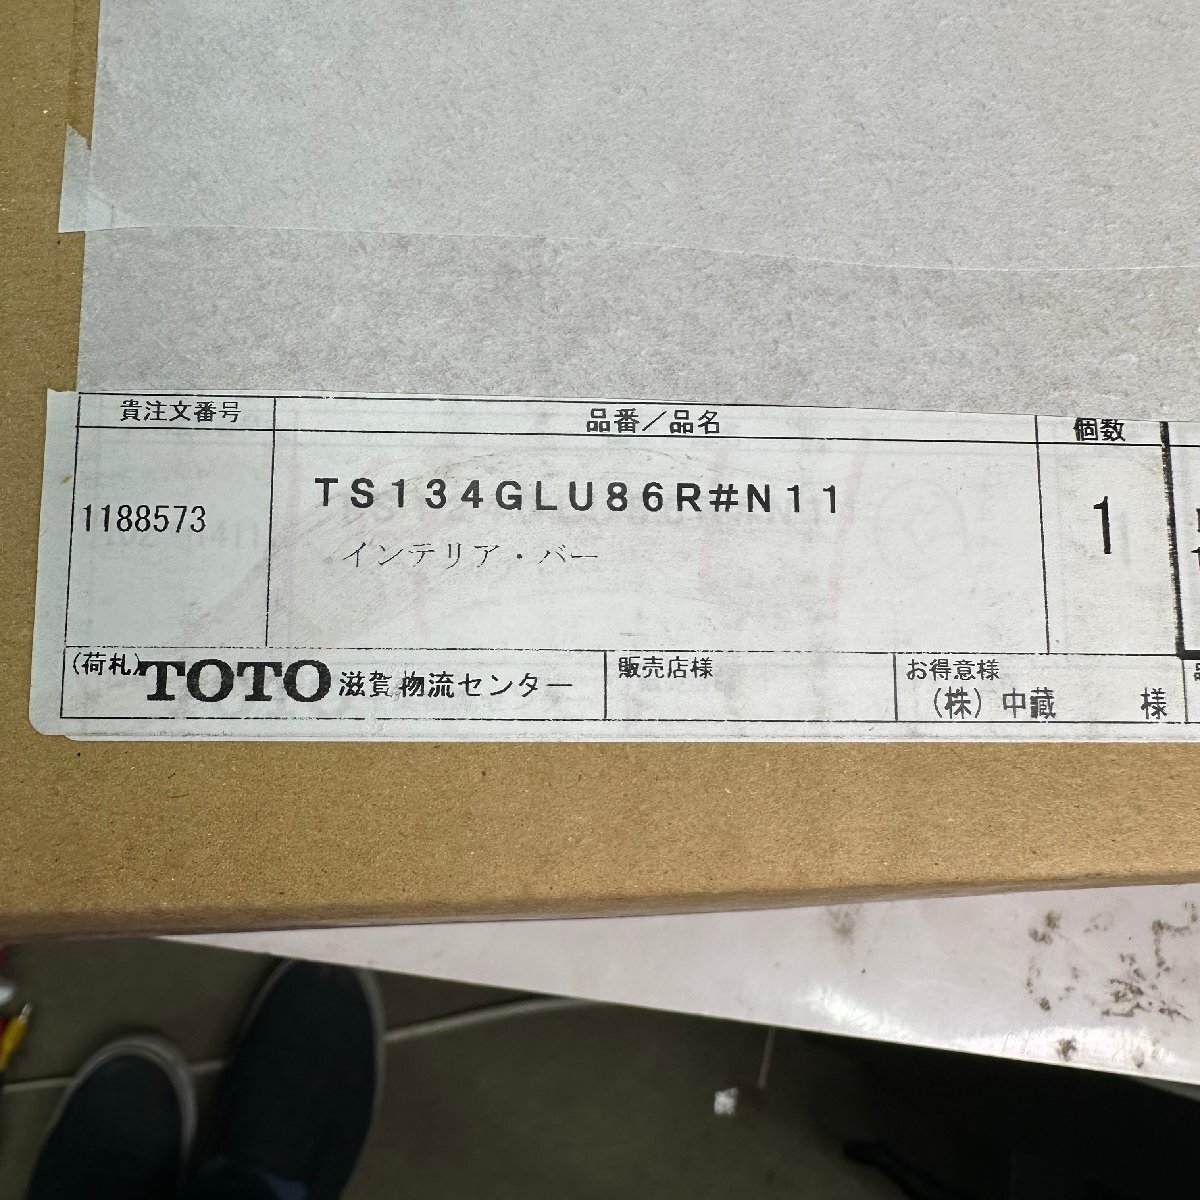 貴注文番号 品番／品名 個数
1188573 TS134GLU86R#N11 1
インテリア・バー
(荷札) TOTO 滋賀物流センター 販売店様 お得意様
(株) 中藏 様